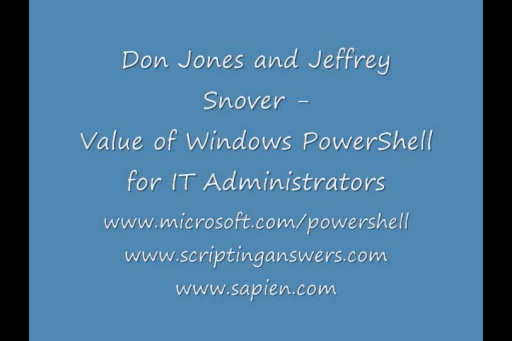 Don Jones and Jeffrey
Snover -
Value of Windows PowerShell
for IT Administrators
www.microsoft.com/powershell
www.scriptinganswers.com
www.sapien.com